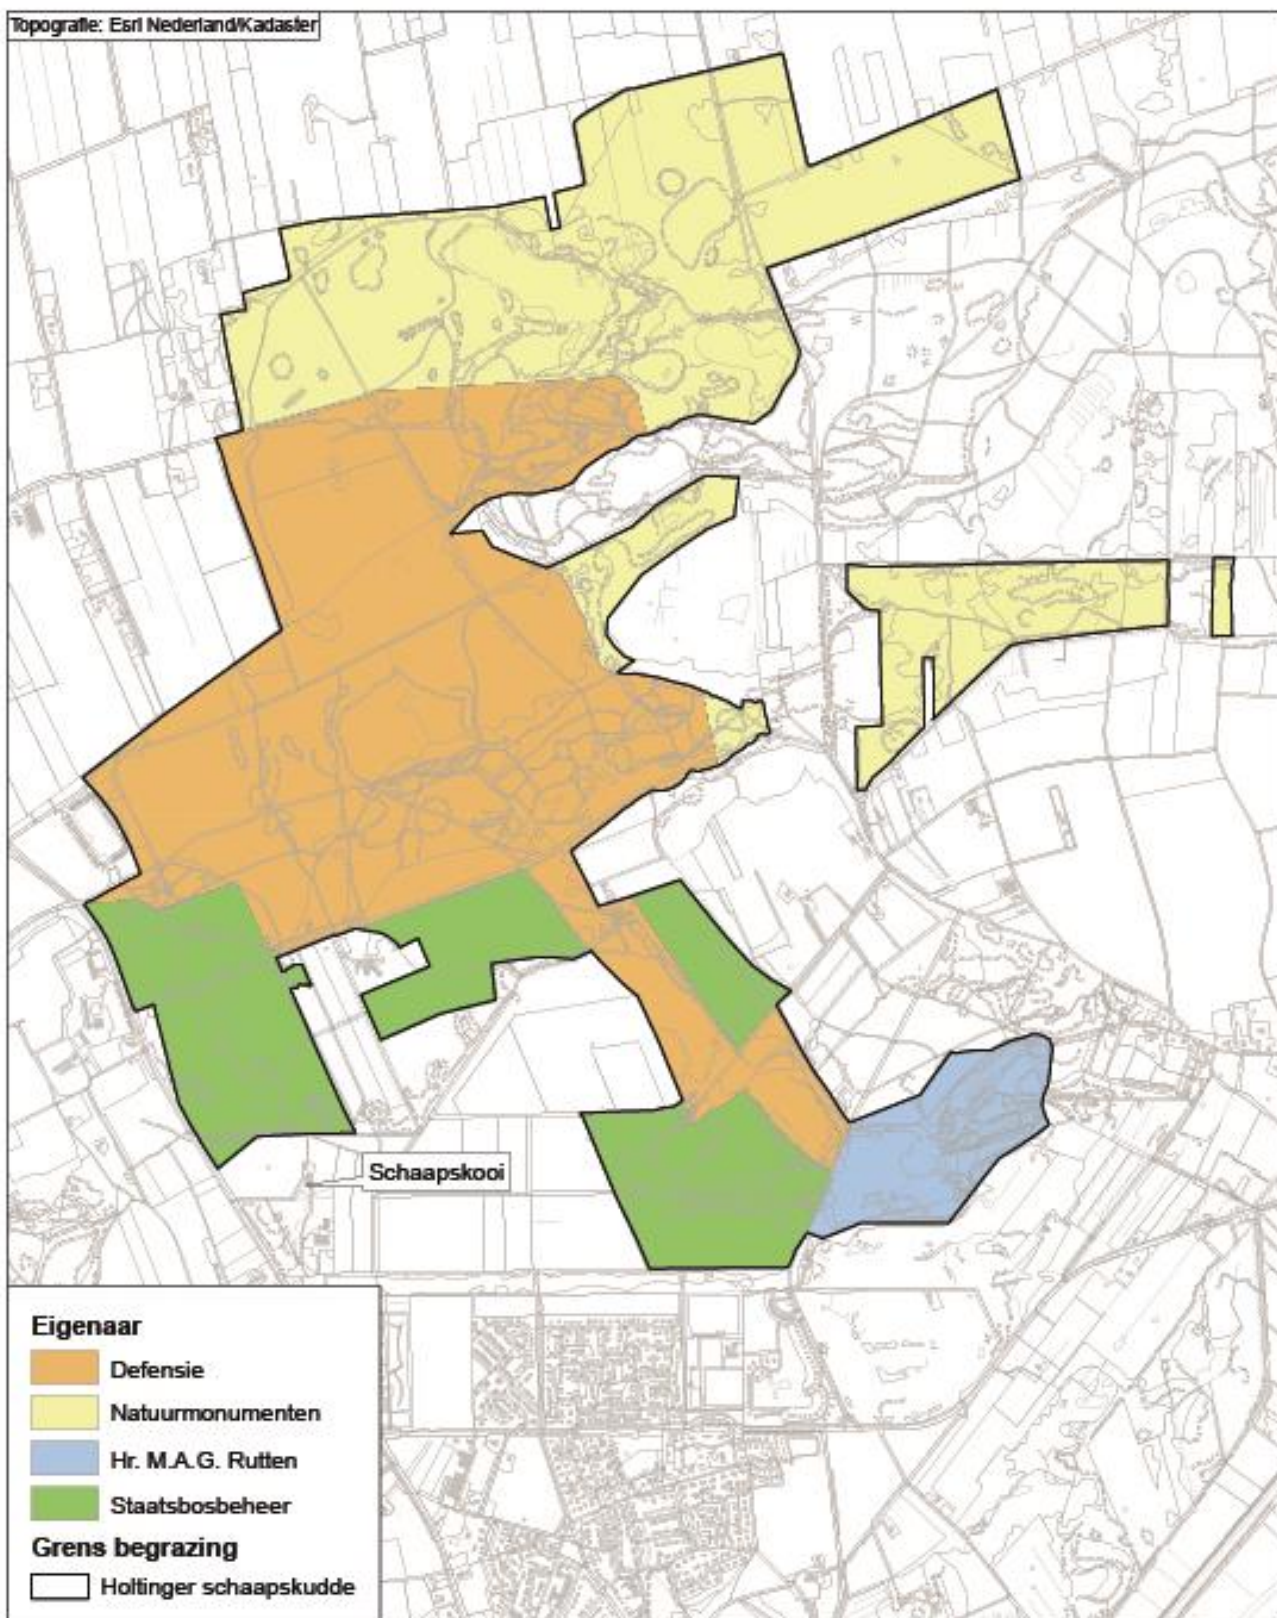 Topografie: Esri Nederland/Kadaster
Schaapskooi
Eigenaar
Defensie
Natuurmonumenten
Hr. M.A.G. Rutten
Staatsbosbeheer
Grens begrazing
Holtinger schaapskudde